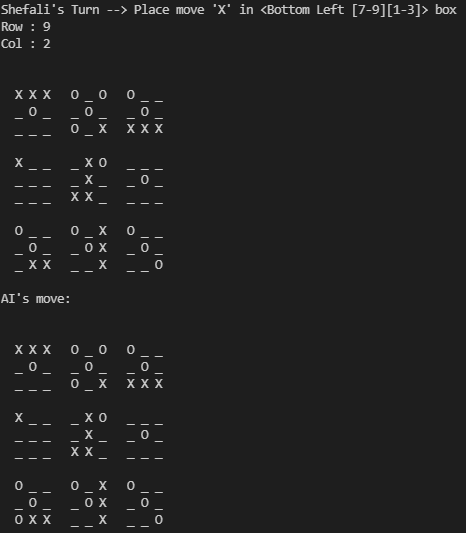 Shefali's Turn --> Place move 'X' in <Bottom Left [7-9][1-3]> box
Row : 9
Col : 2
X X X  O _ O  O _ _
_ O _  _ O _  _ O _
_ _ _  O _ X  X X X
X _ _  _ X O  _ _ _
_ _ _  _ X _  _ O _
_ _ _  X X _  _ _ _
O _ _  O _ X  O _ _
_ O _  _ O X  _ O _
_ X X  _ _ X  _ _ O
AI's move:
X X X  O _ O  O _ _
_ O _  _ O _  _ O _
_ _ _  O _ X  X X X
X _ _  _ X O  _ _ _
_ _ _  _ X _  _ O _
_ _ _  X X _  _ _ _
O _ _  O _ X  O _ _
_ O _  _ O X  _ O _
O X X  _ _ X  _ _ O